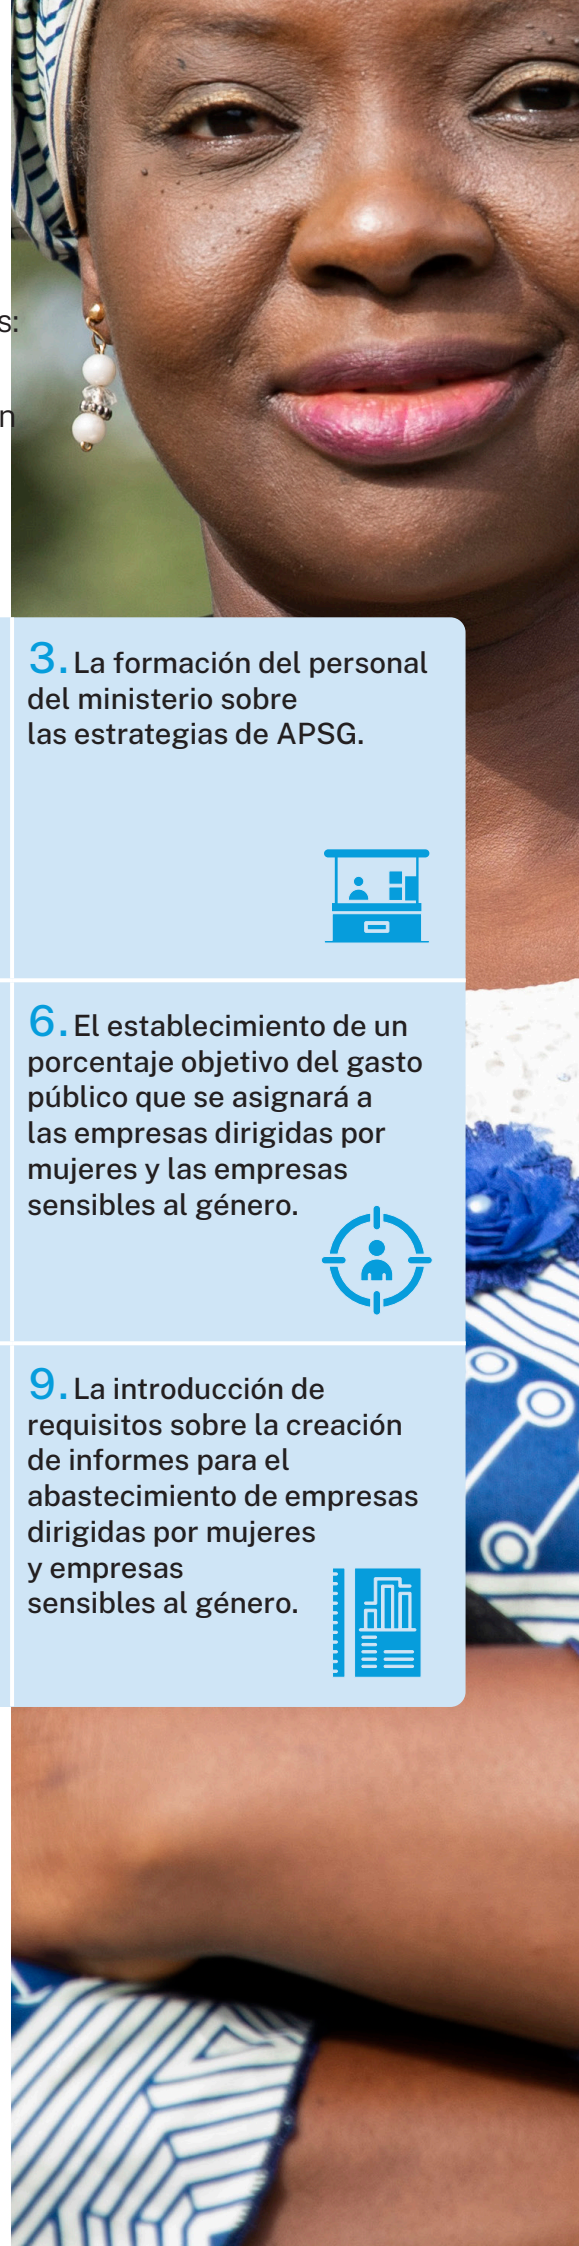 s:
n
3. La formación del personal
del ministerio sobre
las estrategias de APSG.
6. El establecimiento de un
porcentaje objetivo del gasto
público que se asignará a
las empresas dirigidas por
mujeres y las empresas
sensibles al género.
9. La introducción de
requisitos sobre la creación
de informes para el
abastecimiento de empresas
dirigidas por mujeres
y empresas
sensibles al género.